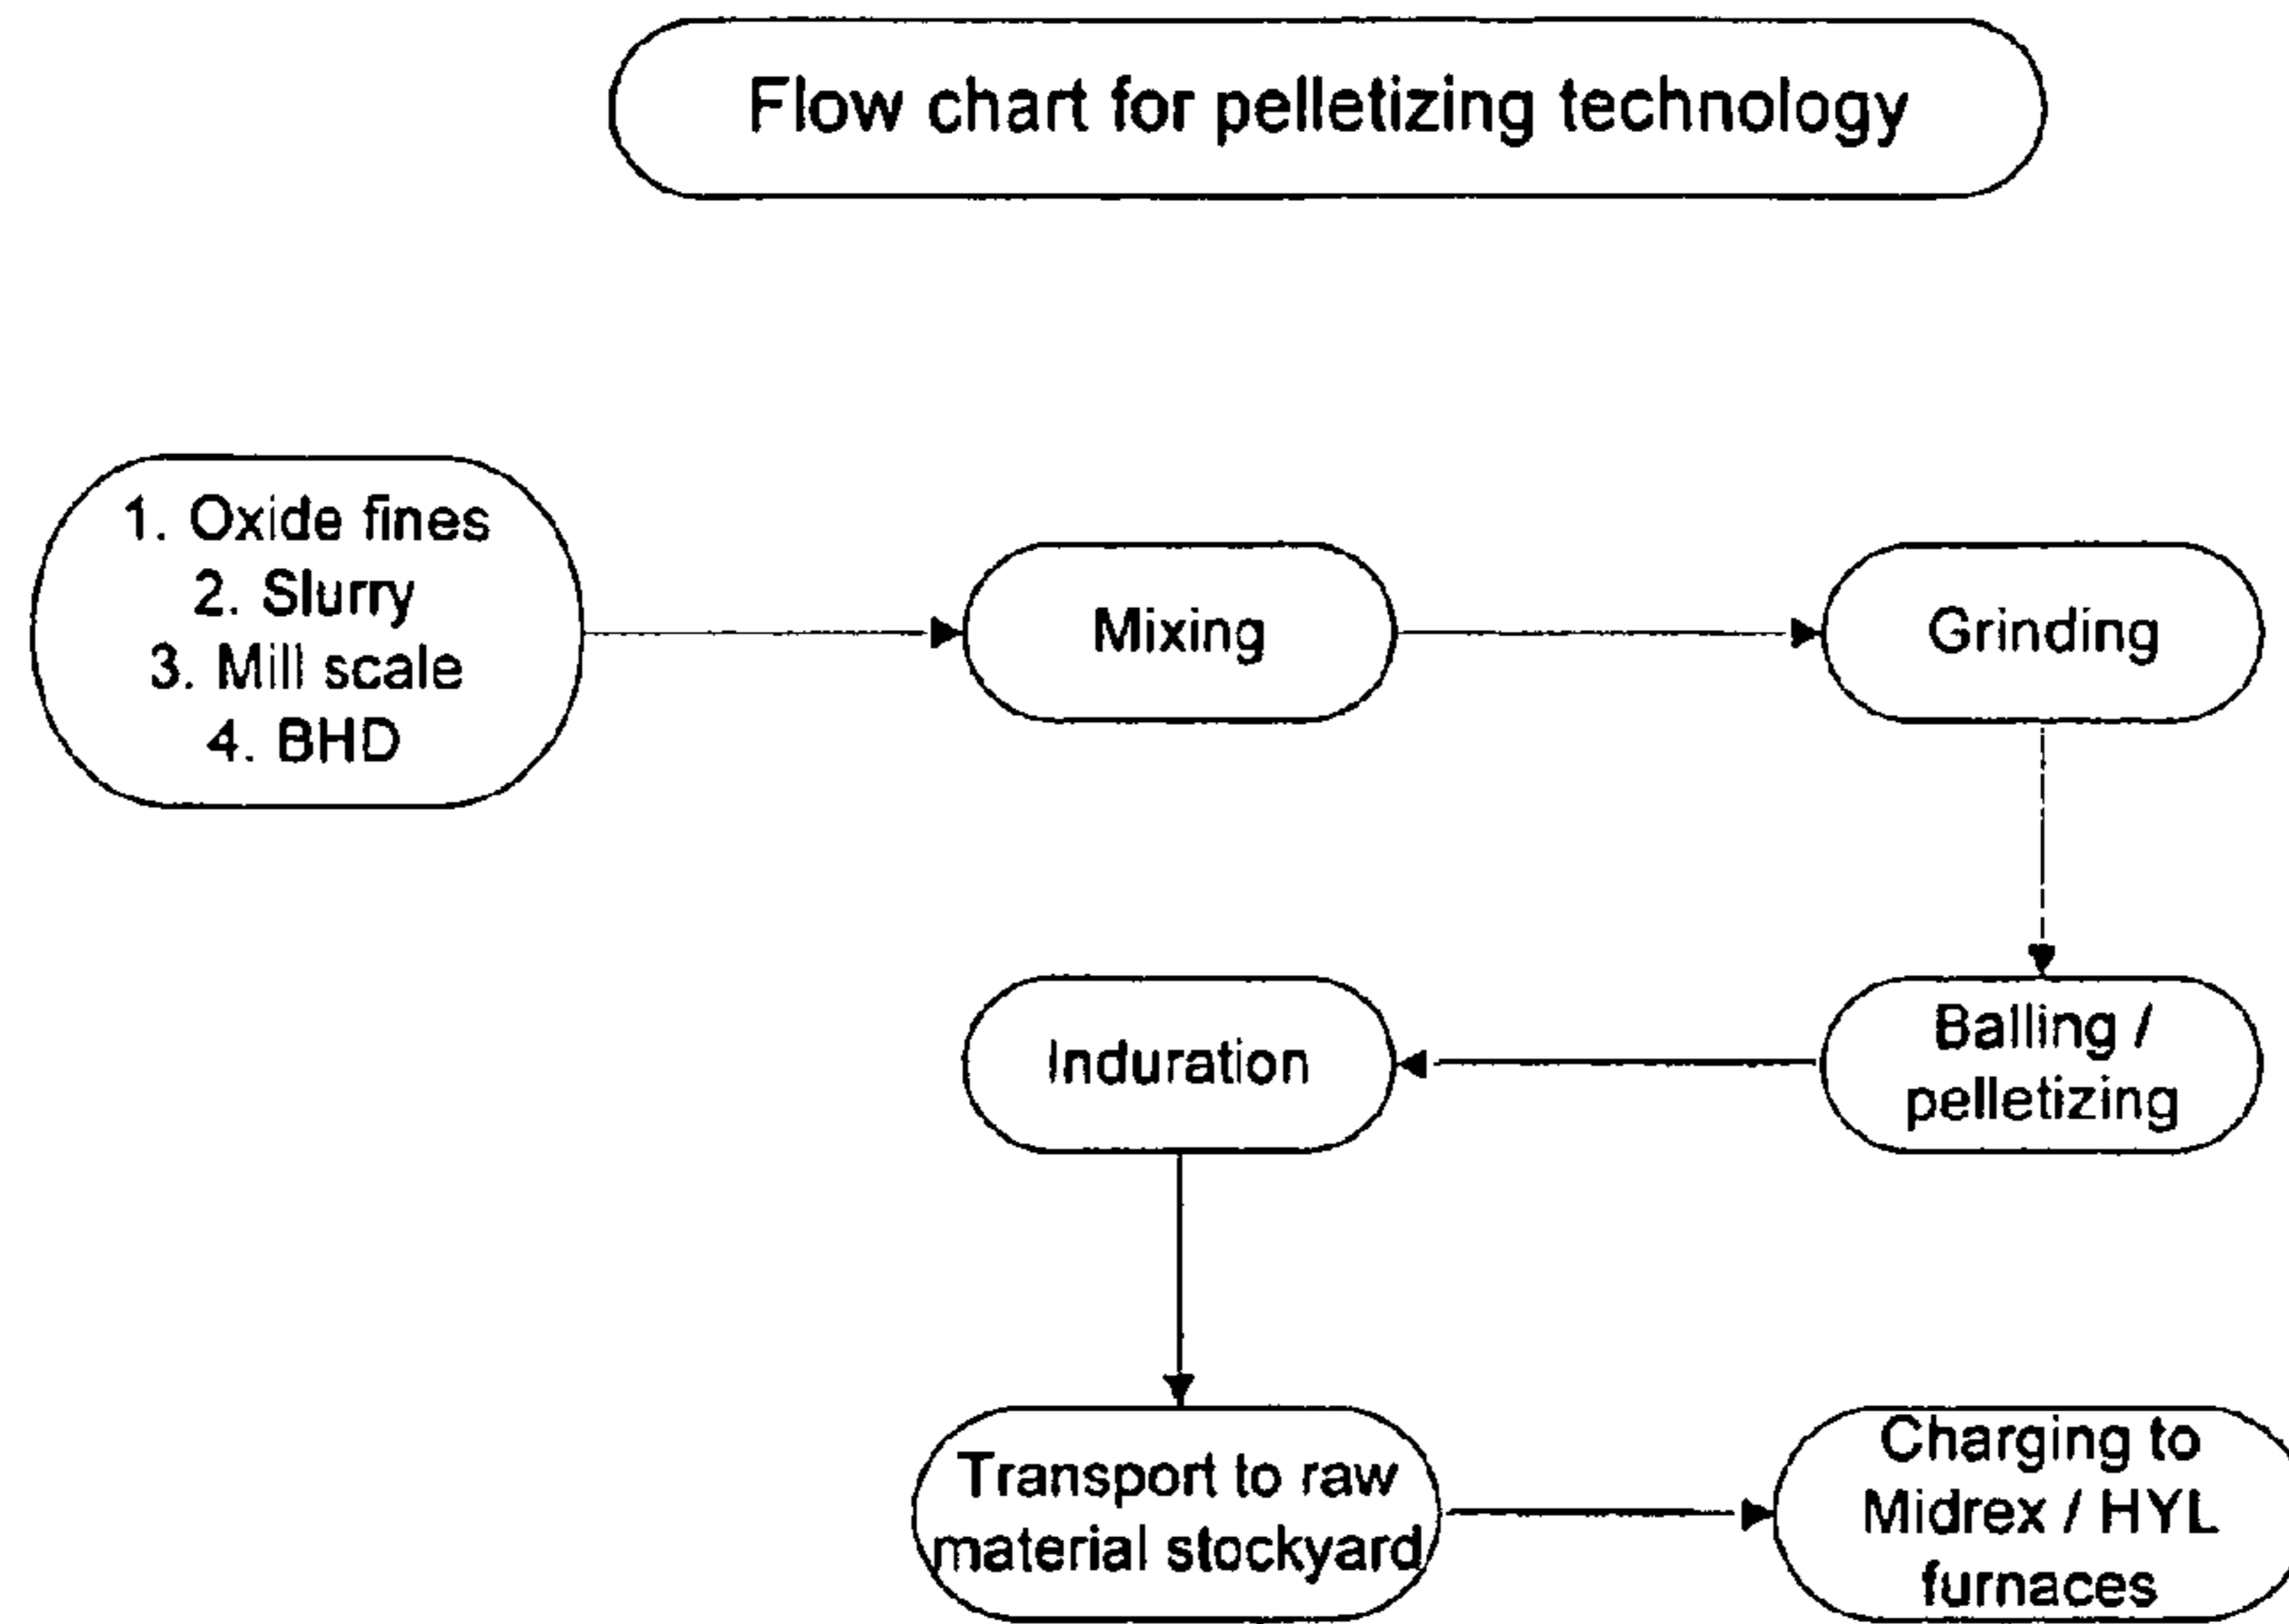 Flow chart for pelletizing technology
1. Oxide fines
2. Slurry
3. Mill scale
4. BHD
Mixing
Grinding
Balling /
pelletizing
Induration
Transport to raw
material stockyard
Charging to
Midrex / HYL
furnaces